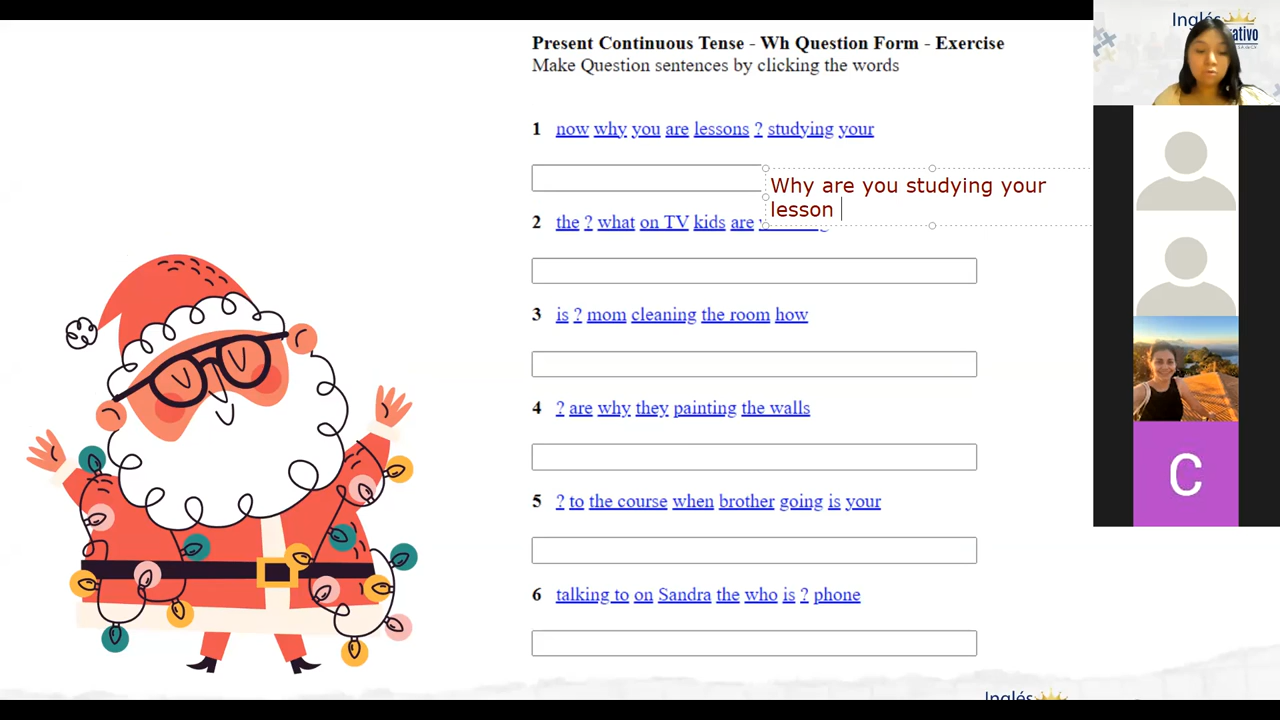 Inglés
Present Continuous Tense - Wh Question Form - Exercise
Make Question sentences by clicking the words
1 now why you are lessons ? studying your
Why are you studying your
lesson
2 the ? what on TV kids are
3 is ? mom cleaning the room how
4 ? are why they painting the walls
5 ? to the course when brother going is your
6 talking to on Sandra the who is ? phone
C
Inglés